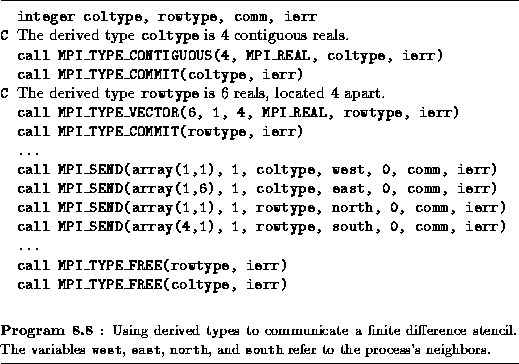 integer coltype, rowtype, comm, ierr
C The derived type coltype is 4 contiguous reals.
call MPI_TYPE_CONTIGUOUS(4, MPI_REAL, coltype, ierr)
call MPI_TYPE_COMMIT(coltype, ierr)
C The derived type rowtype is 6 reals, located 4 apart.
call MPI_TYPE_VECTOR(6, 1, 4, MPI_REAL, rowtype, ierr)
call MPI_TYPE_COMMIT(rowtype, ierr)
...
call MPI_SEND(array(1,1), 1, coltype, west, 0, comm, ierr)
call MPI_SEND(array(1,6), 1, coltype, east, 0, comm, ierr)
call MPI_SEND(array(1,1), 1, rowtype, north, 0, comm, ierr)
call MPI_SEND(array(4,1), 1, rowtype, south, 0, comm, ierr)
...
call MPI_TYPE_FREE(rowtype, ierr)
call MPI_TYPE_FREE(coltype, ierr)
Program 8.8 : Using derived types to communicate a finite difference stencil.
The variables west, east, north, and south refer to the process's neighbors.